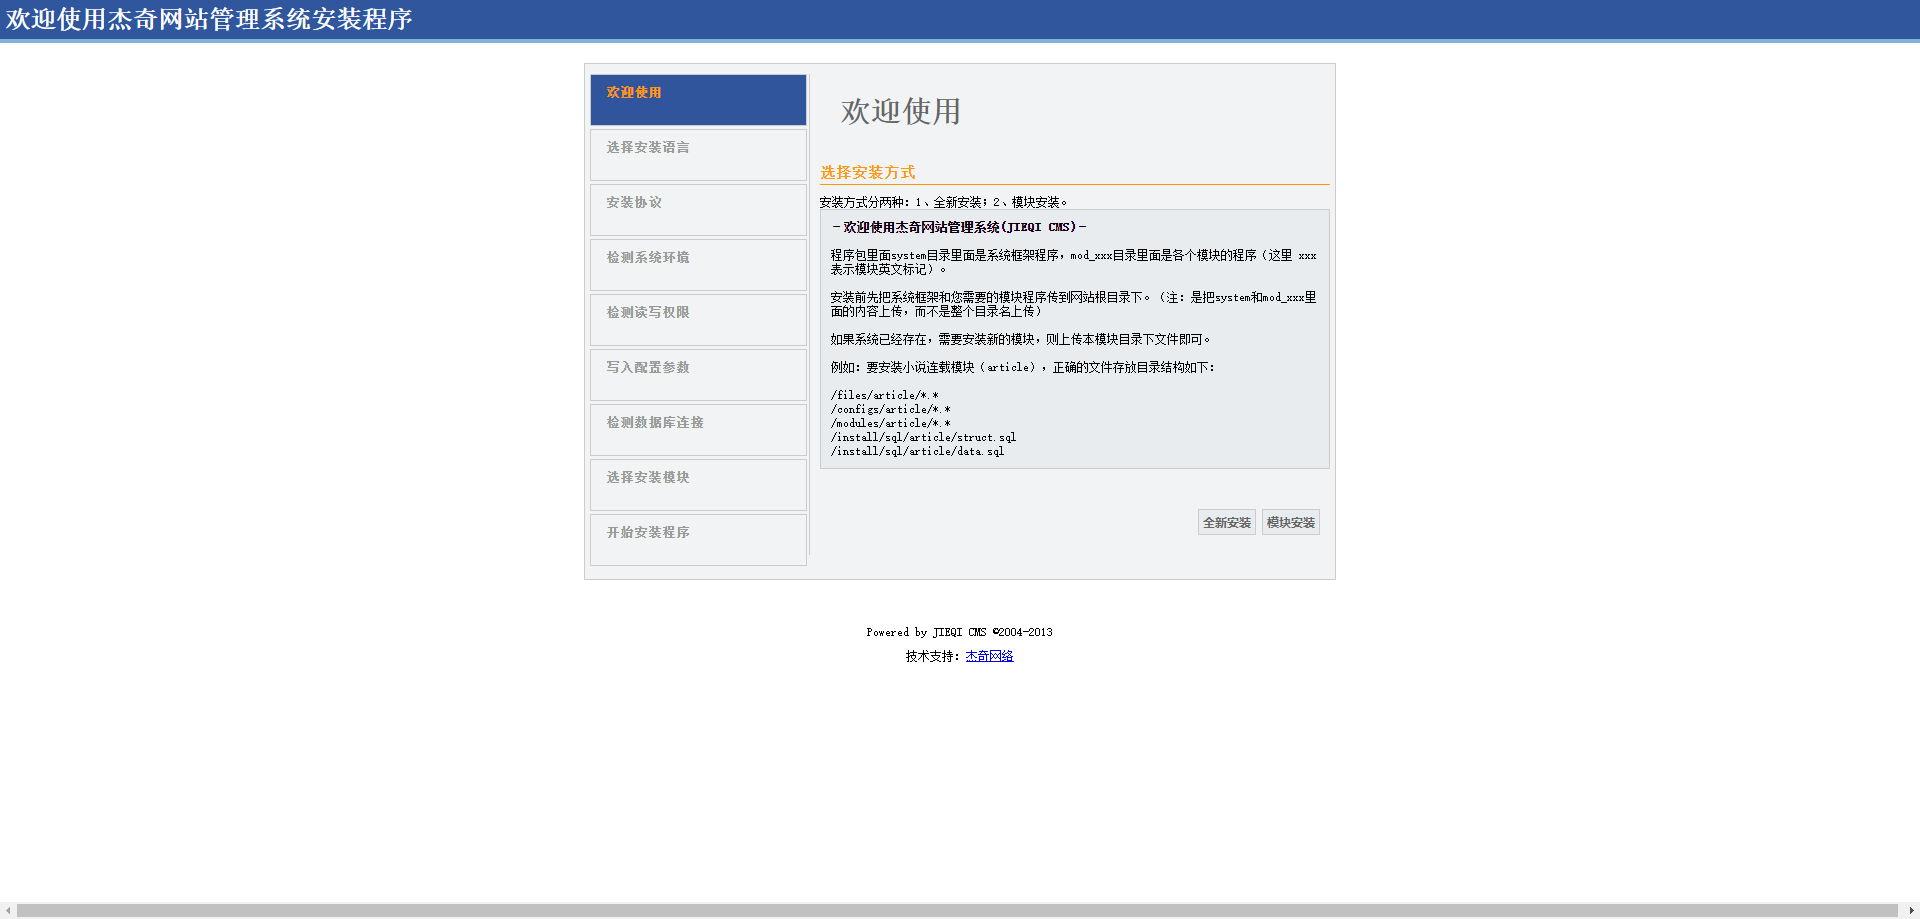 欢迎使用杰奇网站管理系统安装程序
欢迎使用
选择安装语言
安装协议
检测系统环境
检测读写权限
写入配置参数
检测数据库连接
选择安装模块
开始安装程序
欢迎使用
选择安装方式
安装方式分两种：1、全新安装；2、模块安装。
－欢迎使用杰奇网站管理系统(JIEQI CMS)－
程序包里面system目录里面是系统框架程序，mod_xxx目录里面是各个模块的程序（这里 xxx
表示模块英文标记）。
安装前先把系统框架和您需要的模块程序传到网站根目录下。（注：是把system和mod_xxx里
面的内容上传，而不是整个目录名上传）
如果系统已经存在，需要安装新的模块，则上传本模块目录下文件即可。
例如：要安装小说连载模块（article），正确的文件存放目录结构如下：
/files/article/*.*
/configs/article/*.*
/modules/article/*.*
/install/sql/article/struct.sql
/install/sql/article/data.sql
全新安装 模块安装
Powered by JIEQI CMS ©2004-2013
技术支持：杰奇网络